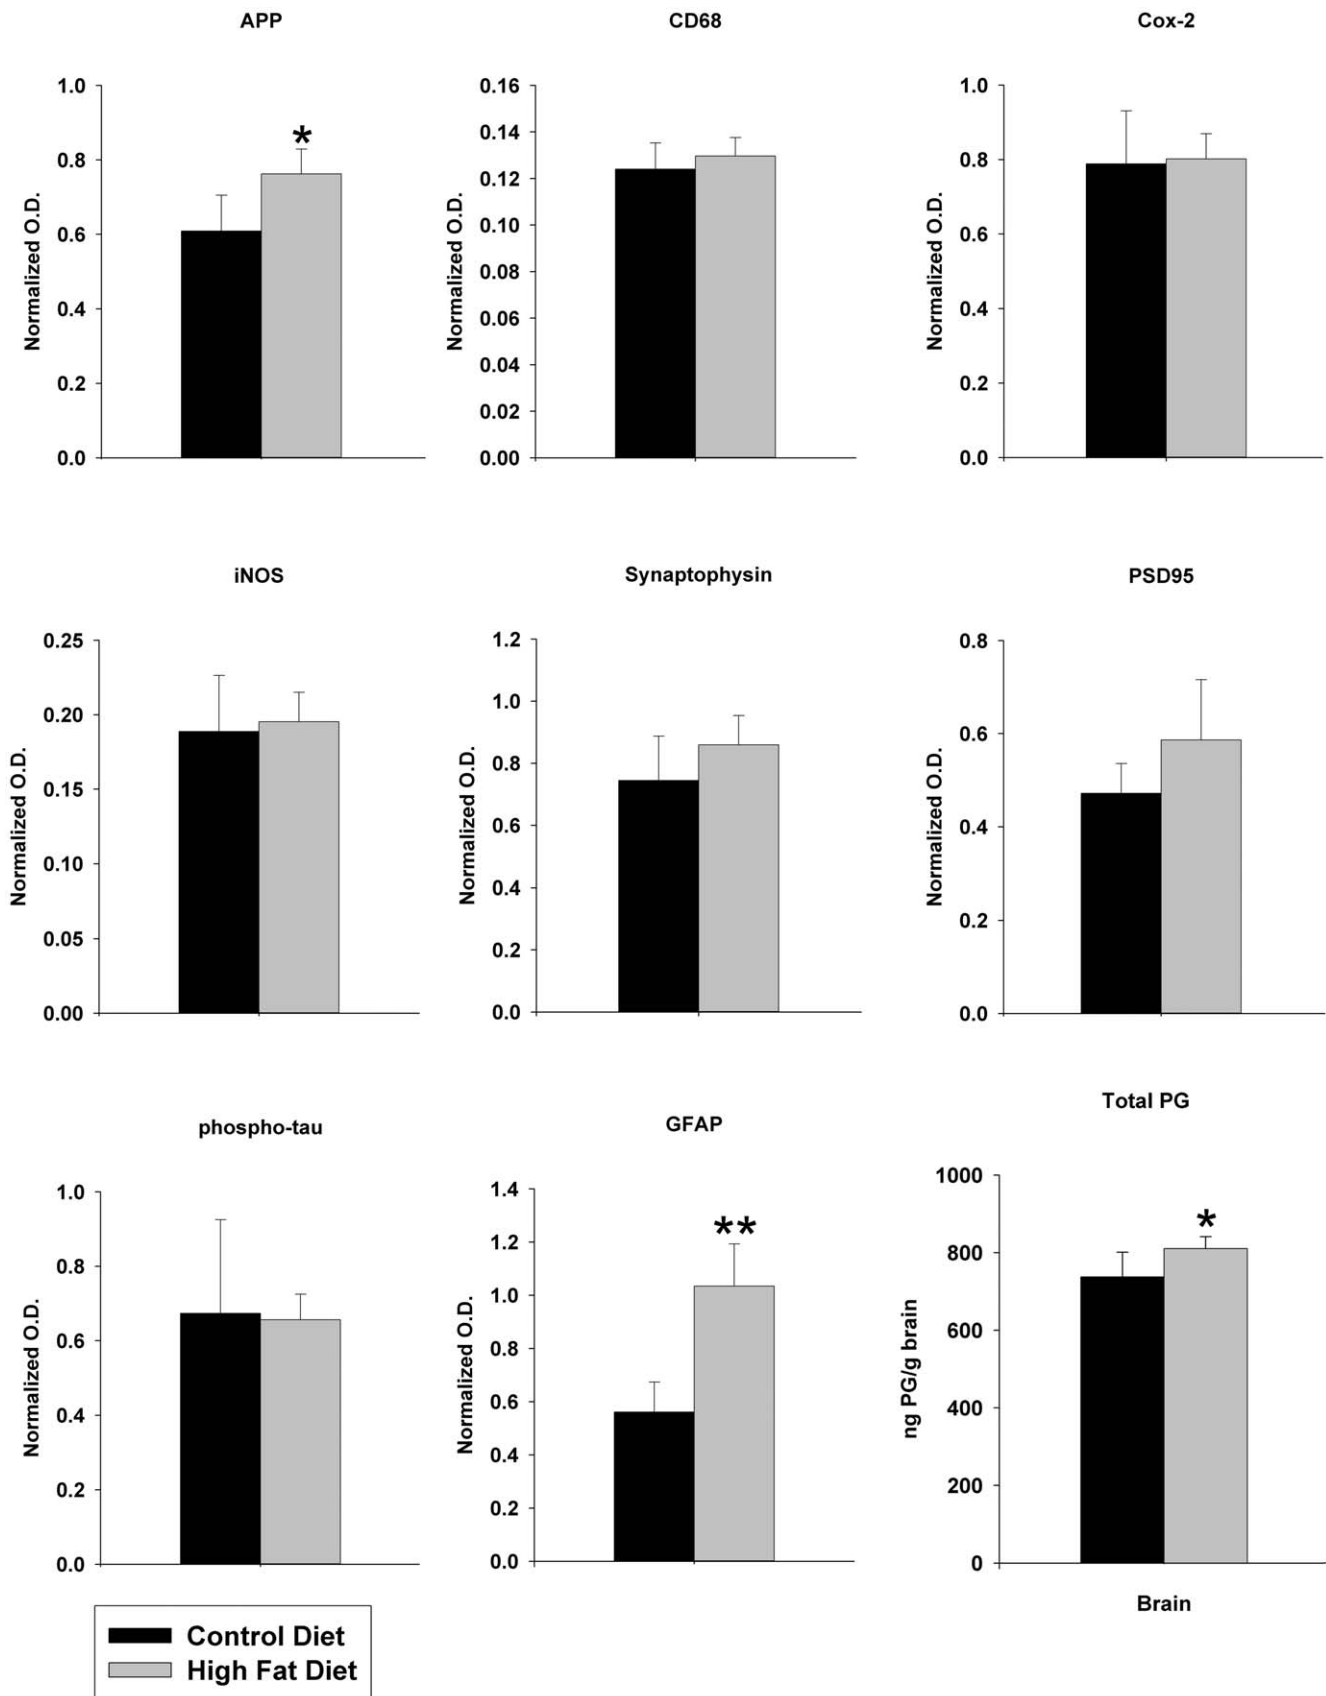 APP
CD68
Cox-2
1.0
0.8
0.6
0.4
0.2
0.0
Normalized O.D.
*
0.16
0.14
0.12
0.10
0.08
0.06
0.04
0.02
0.00
Normalized O.D.
1.0
0.8
0.6
0.4
0.2
0.0
Normalized O.D.
iNOS
Synaptophysin
PSD95
0.25
0.20
0.15
0.10
0.05
0.00
Normalized O.D.
1.2
1.0
0.8
0.6
0.4
0.2
0.0
Normalized O.D.
0.8
0.6
0.4
0.2
0.0
Normalized O.D.
phospho-tau
GFAP
Total PG
1.0
0.8
0.6
0.4
0.2
0.0
Normalized O.D.
1.4
1.2
1.0
0.8
0.6
0.4
0.2
0.0
Normalized O.D.
**
1000
800
600
400
200
0
ng PG/g brain
*
Brain
Control Diet
High Fat Diet